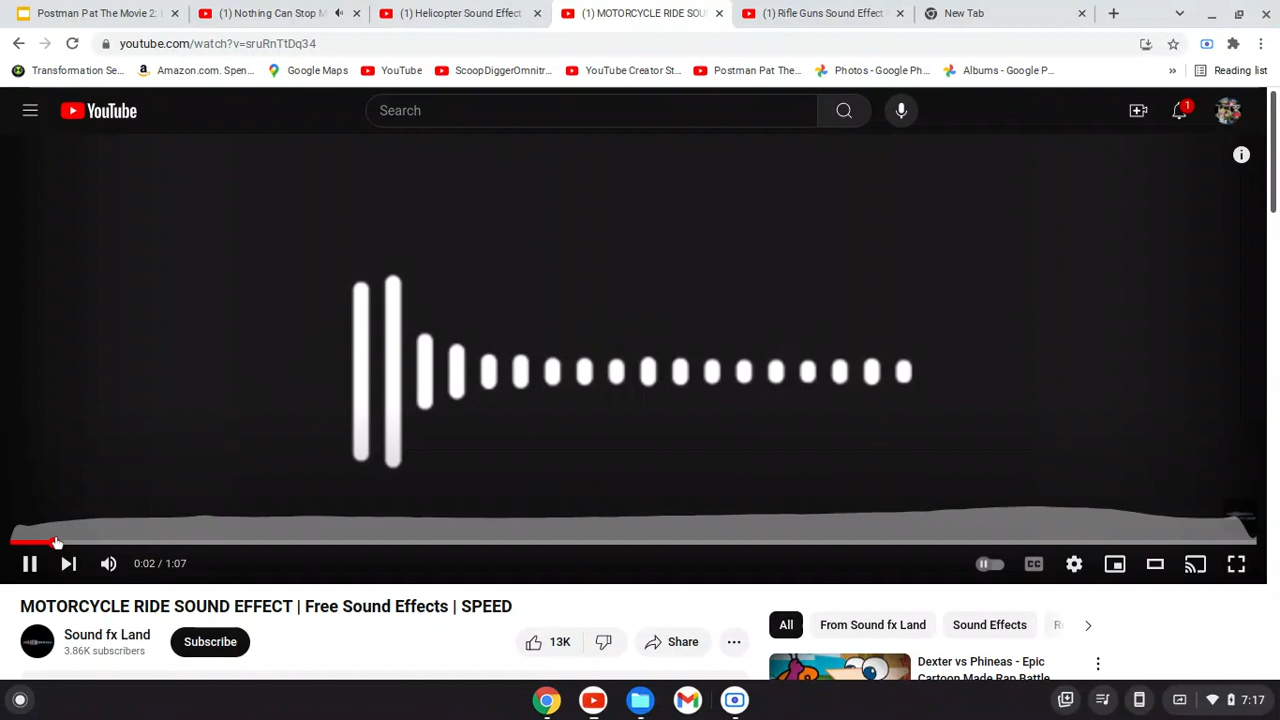 Postman Pat The Movie 2:
(1) Nothing Can Stop M
(1) Helicopter Sound Effect
(1) MOTORCYCLE RIDE SOU
(1) Rifle Guns Sound Effect
New Tab
youtube.com/watch?v=sruRnTtDq34
Transformation Se...
Amazon.com. Spen...
Google Maps
YouTube
ScoopDiggerOmnitr...
YouTube Creator St...
Postman Pat The...
Photos - Google Ph...
Albums - Google P...
»
Reading list
YouTube
Search
1
0:02 / 1:07
CC
MOTORCYCLE RIDE SOUND EFFECT | Free Sound Effects | SPEED
Sound fx Land
3.86K subscribers
Subscribe
13K
Share
All
From Sound fx Land
Sound Effects
Dexter vs Phineas - Epic
Cartoon Made Rap Battle
7:17